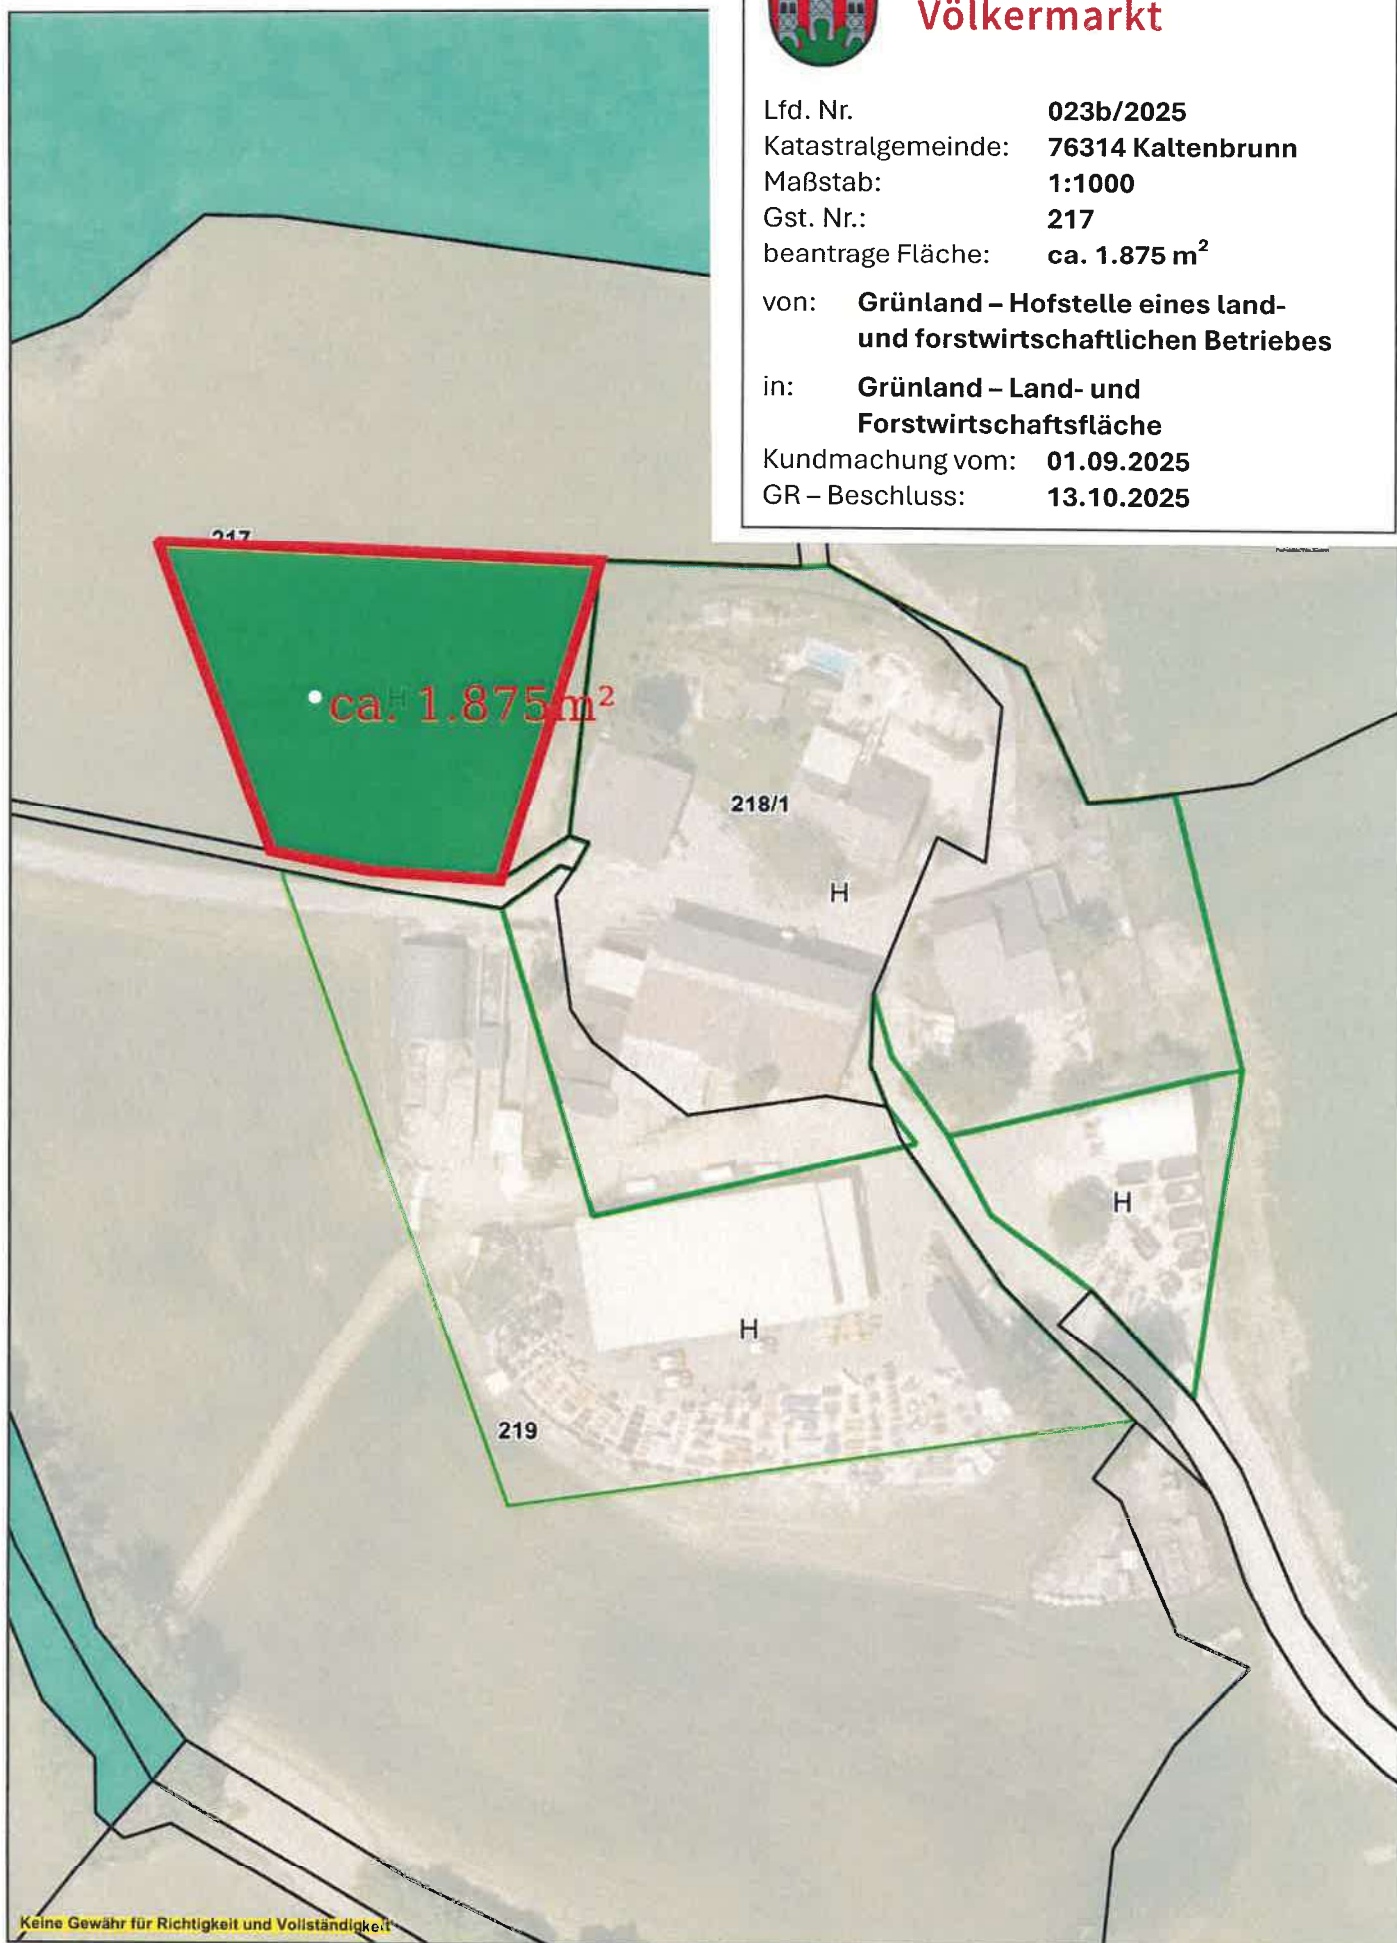 Völkermarkt
Lfd. Nr. 023b/2025
Katastralgemeinde: 76314 Kaltenbrunn
Maßstab: 1:1000
Gst. Nr.: 217
beantrage Fläche: ca. 1.875 m²
von: Grünland – Hofstelle eines land-
und forstwirtschaftlichen Betriebes
in: Grünland – Land- und
Forstwirtschaftsfläche
Kundmachung vom: 01.09.2025
GR – Beschluss: 13.10.2025
217
H
ca. 1.875m²
218/1
H
H
H
219
Keine Gewähr für Richtigkeit und Vollständigkeit